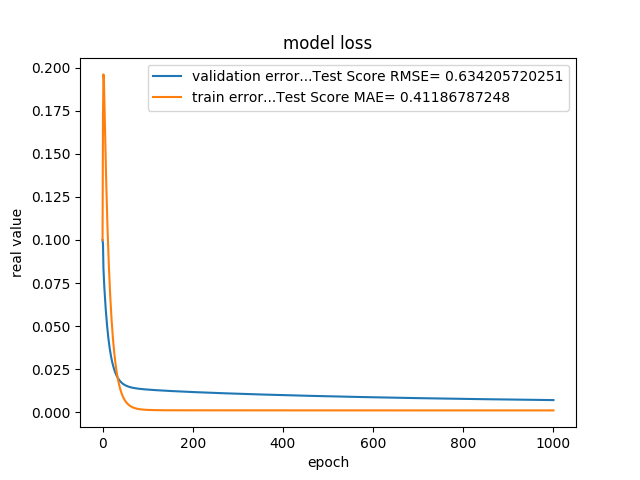 model loss
validation error...Test Score RMSE= 0.634205720251
train error...Test Score MAE= 0.41186787248
0.200
0.175
0.150
0.125
0.100
0.075
0.050
0.025
0.000
real value
0 200 400 600 800 1000
epoch